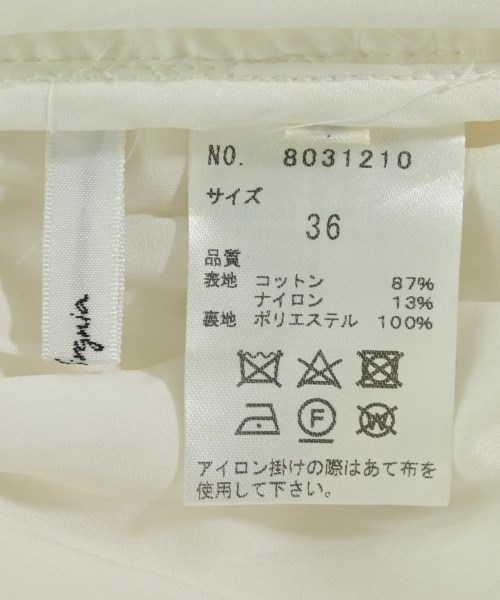 NO. 8031210
サイズ
36
品質
表地 コットン 87%
ナイロン 13%
裏地 ポリエステル 100%
F
W
アイロン掛けの際はあて布を
使用して下さい。